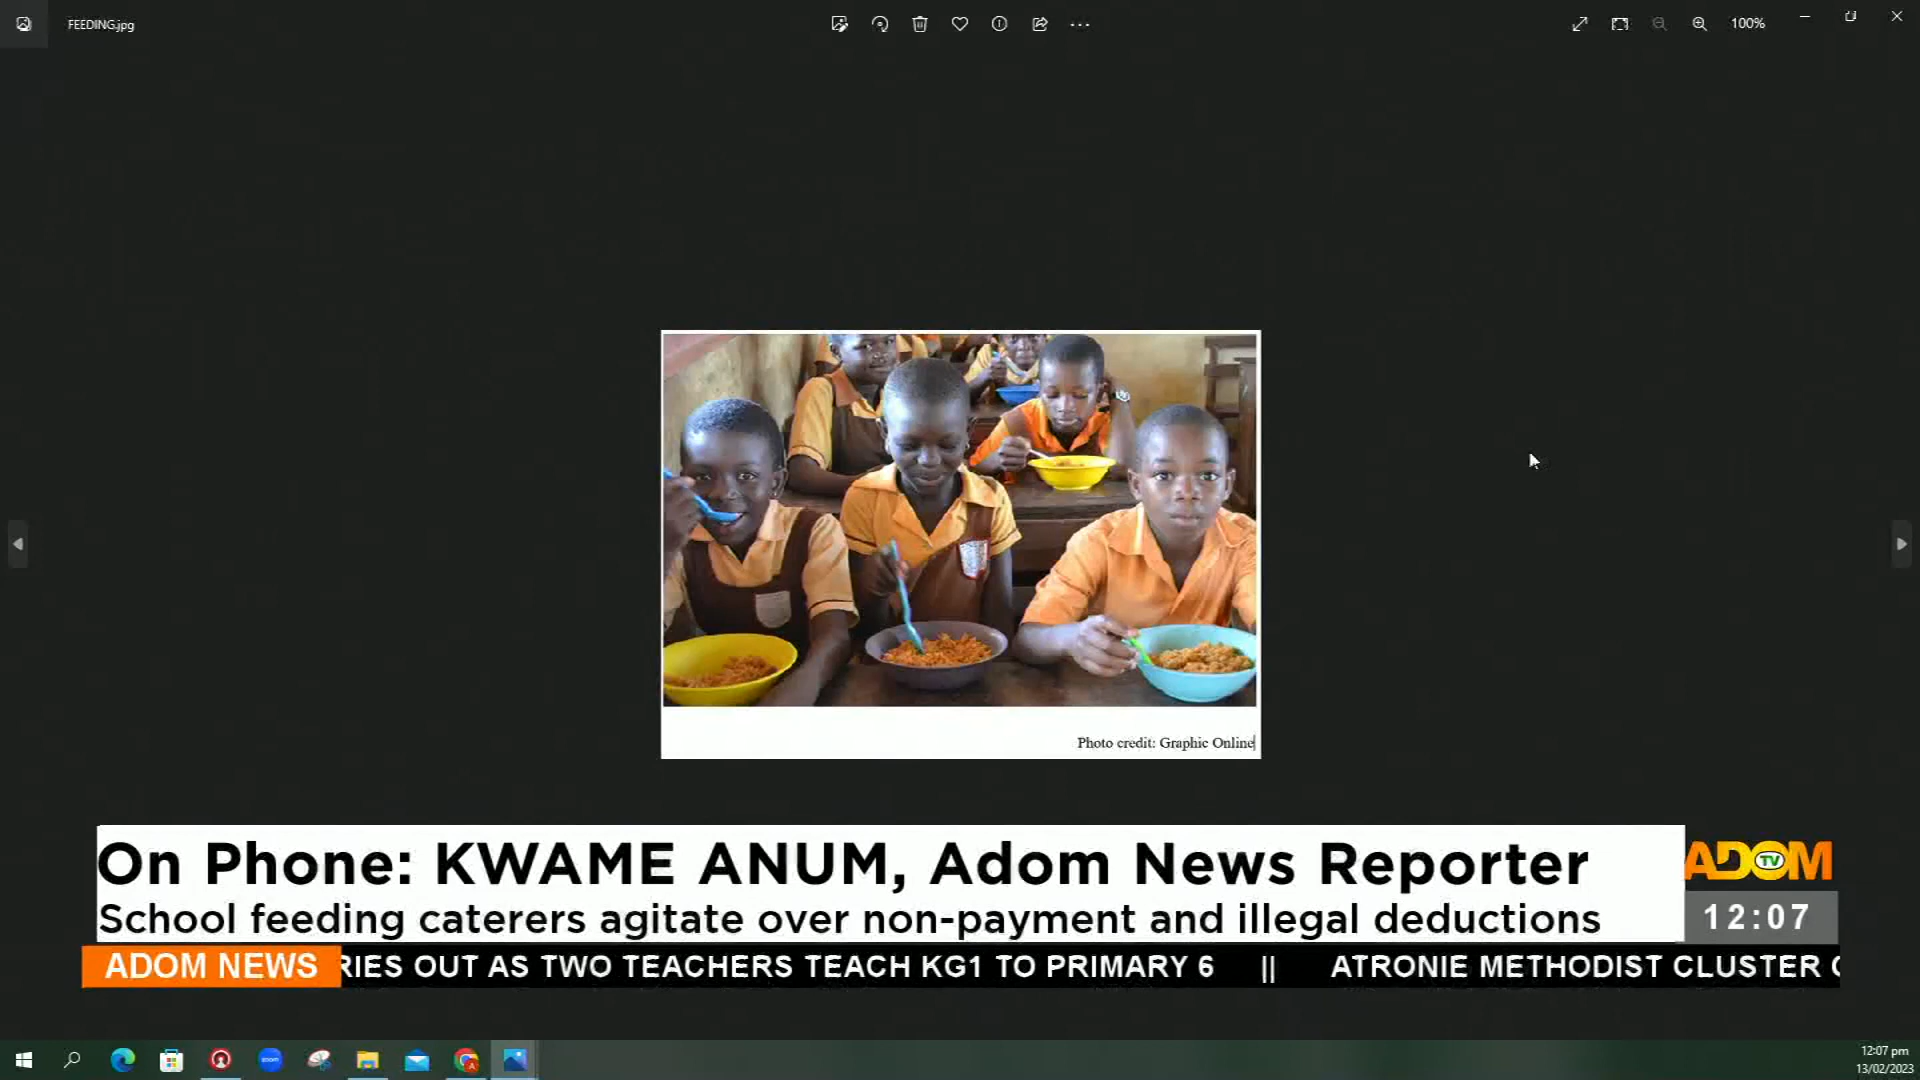 FEEDING.jpg
100%
Photo credit: Graphic Online
On Phone: KWAME ANUM, Adom News Reporter
School feeding caterers agitate over non-payment and illegal deductions
ADOM TV
12:07
ADOM NEWS
RIES OUT AS TWO TEACHERS TEACH KG1 TO PRIMARY 6 || ATRONIE METHODIST CLUSTER
zoom
12:07 pm
13/02/2023